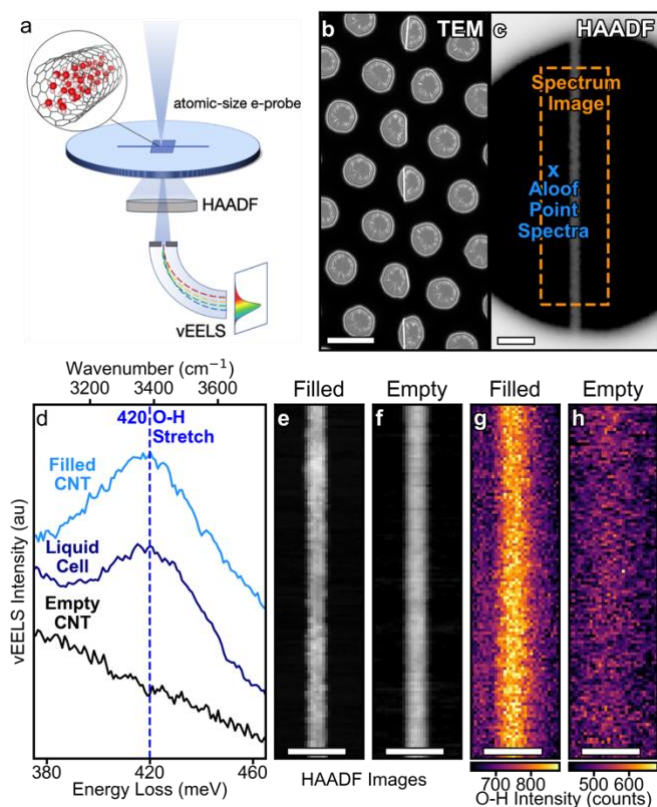 a
atomic-size e-probe
HAADF
vEELS
b
TEM
c
HAADF
Spectrum
Image
x
Aloof
Point
Spectra
Wavenumber (cm⁻¹)
3200 3400 3600
d
420 O-H
Stretch
Filled
CNT
Liquid
Cell
Empty
CNT
vEELS Intensity (au)
380 420 460
Energy Loss (meV)
Filled Empty Filled Empty
e f g h
HAADF Images
700 800 500 600
O-H Intensity (counts)